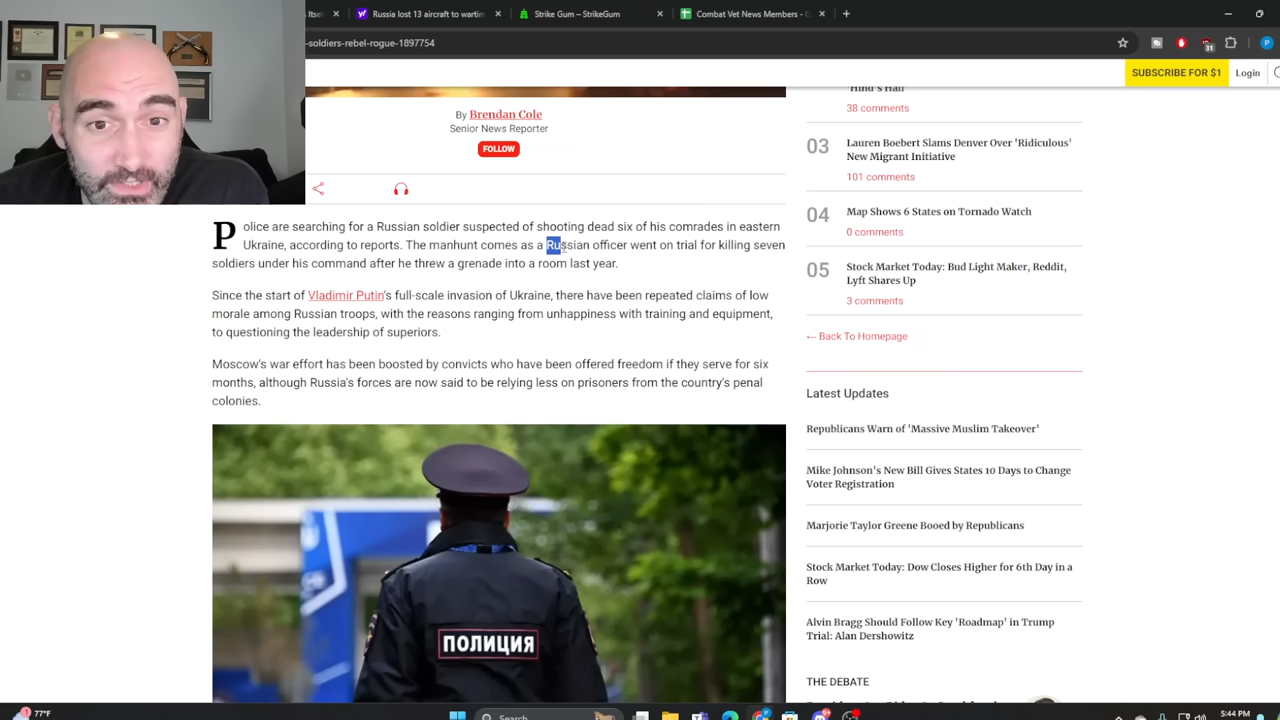 Itself
Russia lost 13 aircraft to wartim
Strike Gum – StrikeGum
Combat Vet News Members -
-soldiers-rebel-rogue-1897754
31
P
SUBSCRIBE FOR $1
Login
By Brendan Cole
Senior News Reporter
FOLLOW
Police are searching for a Russian soldier suspected of shooting dead six of his comrades in eastern
Ukraine, according to reports. The manhunt comes as a Russian officer went on trial for killing seven
soldiers under his command after he threw a grenade into a room last year.
Since the start of Vladimir Putin's full-scale invasion of Ukraine, there have been repeated claims of low
morale among Russian troops, with the reasons ranging from unhappiness with training and equipment,
to questioning the leadership of superiors.
Moscow's war effort has been boosted by convicts who have been offered freedom if they serve for six
months, although Russia's forces are now said to be relying less on prisoners from the country's penal
colonies.
ПОЛИЦИЯ
'Hind's Hall'
38 comments
03
Lauren Boebert Slams Denver Over 'Ridiculous'
New Migrant Initiative
101 comments
04
Map Shows 6 States on Tornado Watch
0 comments
05
Stock Market Today: Bud Light Maker, Reddit,
Lyft Shares Up
3 comments
← Back To Homepage
Latest Updates
Republicans Warn of 'Massive Muslim Takeover'
Mike Johnson's New Bill Gives States 10 Days to Change
Voter Registration
Marjorie Taylor Greene Booed by Republicans
Stock Market Today: Dow Closes Higher for 6th Day in a
Row
Alvin Bragg Should Follow Key 'Roadmap' in Trump
Trial: Alan Dershowitz
THE DEBATE
1
77°F
Search
5:44 PM